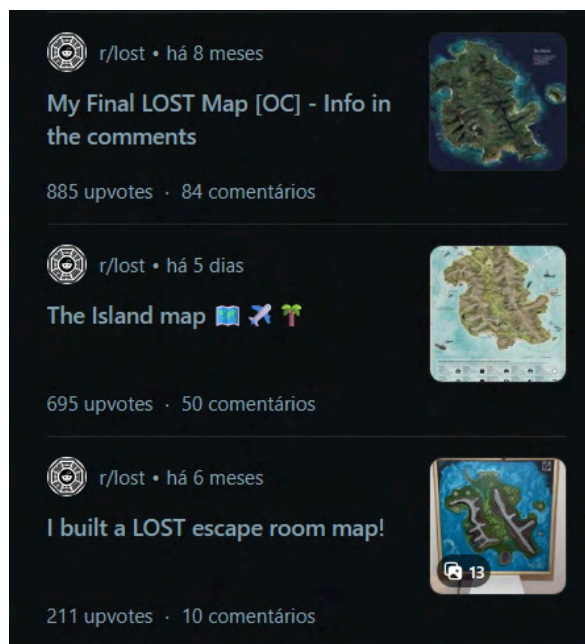 r/lost • há 8 meses
My Final LOST Map [OC] - Info in
the comments
885 upvotes · 84 comentários
r/lost • há 5 dias
The Island map 🗺️ ✈️ 🌴
695 upvotes · 50 comentários
r/lost • há 6 meses
I built a LOST escape room map!
13
211 upvotes · 10 comentários